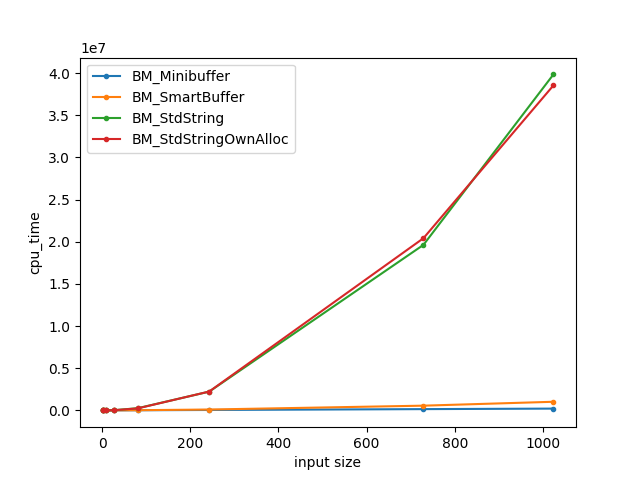 1e7
BM_Minibuffer
BM_SmartBuffer
BM_StdString
BM_StdStringOwnAlloc
4.0
3.5
3.0
2.5
2.0
1.5
1.0
0.5
0.0
cpu_time
0 200 400 600 800 1000
input size